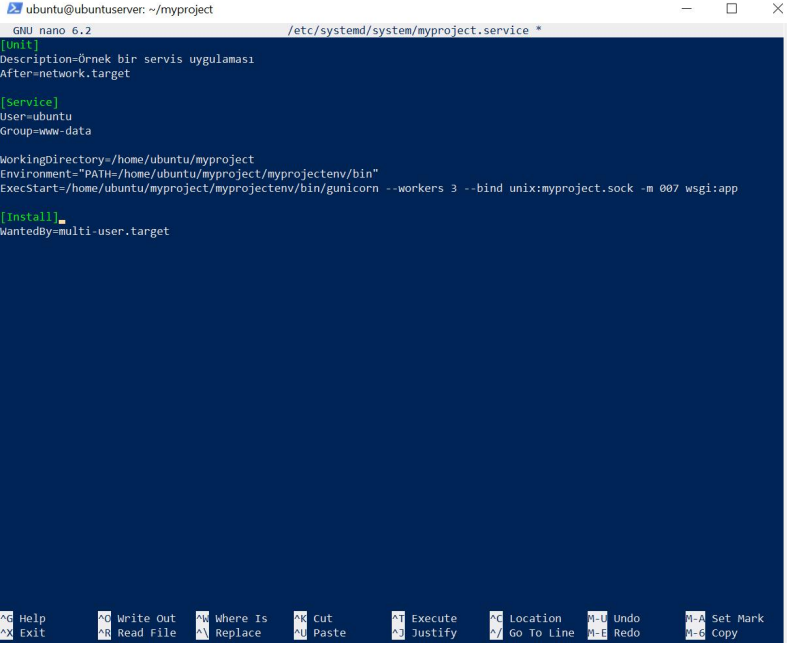 ubuntu@ubuntuserver: ~/myproject
GNU nano 6.2 /etc/systemd/system/myproject.service *
[Unit]
Description=Örnek bir servis uygulaması
After=network.target
[Service]
User=ubuntu
Group=www-data
WorkingDirectory=/home/ubuntu/myproject
Environment="PATH=/home/ubuntu/myproject/myprojectenv/bin"
ExecStart=/home/ubuntu/myproject/myprojectenv/bin/gunicorn --workers 3 --bind unix:myproject.sock -m 007 wsgi:app
[Install]
WantedBy=multi-user.target
^G Help ^O Write Out ^W Where Is ^K Cut ^T Execute ^C Location M-U Undo M-A Set Mark
^X Exit ^R Read File ^\ Replace ^U Paste ^J Justify ^/ Go To Line M-E Redo M-6 Copy